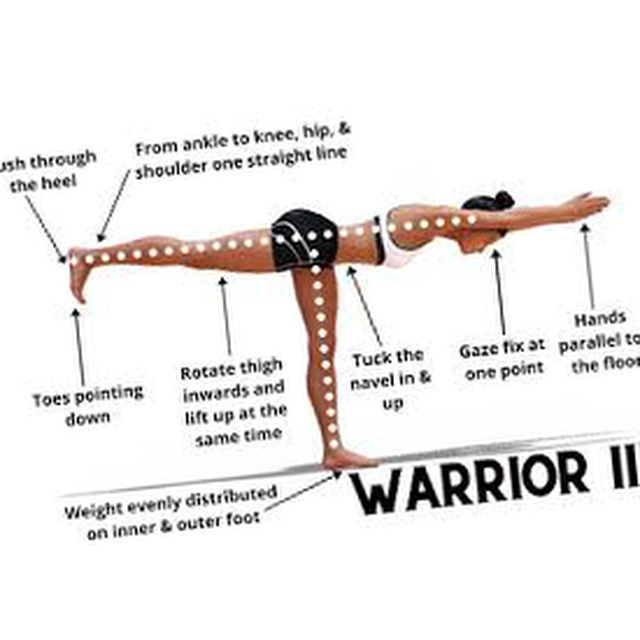 ush through
the heel
From ankle to knee, hip, &
shoulder one straight line
Toes pointing
down
Rotate thigh
inwards and
lift up at the
same time
Tuck the
navel in &
up
Gaze fix at
one point
Hands
parallel to
the floor
Weight evenly distributed
on inner & outer foot
WARRIOR III